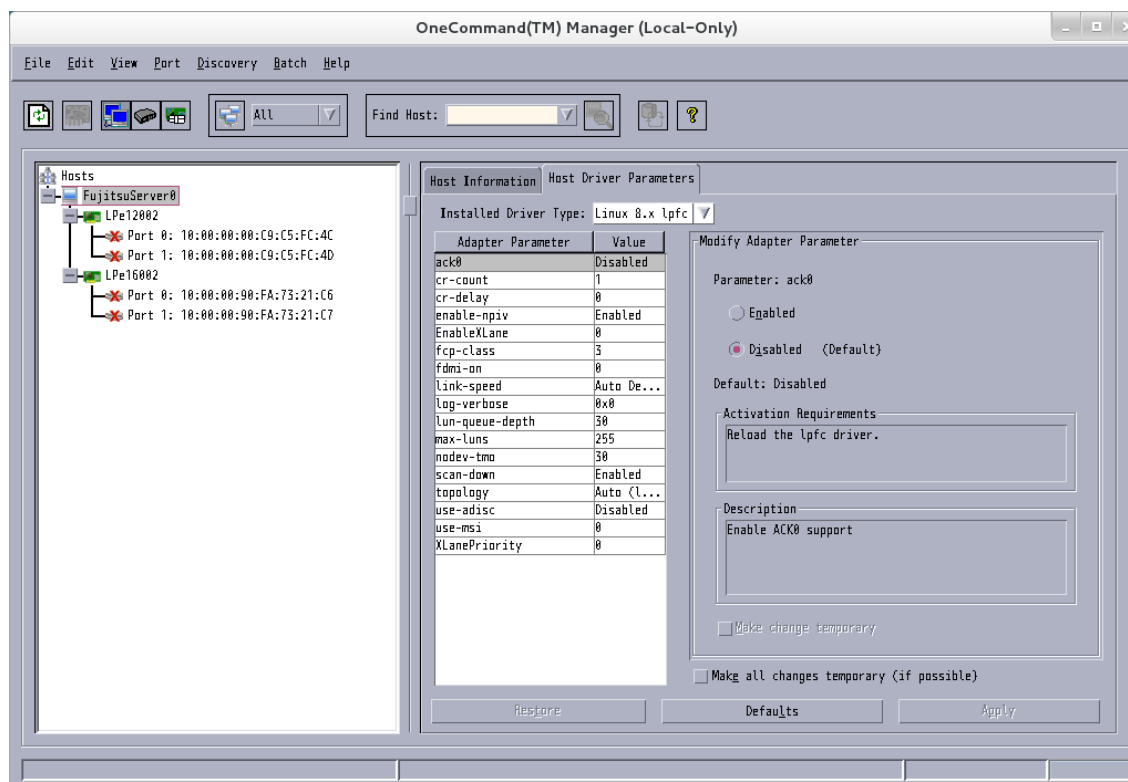 OneCommand(TM) Manager (Local-Only)
File Edit View Port Discovery Batch Help
All
Find Host:
Hosts
FujitsuServer0
LPe12002
Port 0: 10:00:00:00:C9:C5:FC:4C
Port 1: 10:00:00:00:C9:C5:FC:4D
LPe16002
Port 0: 10:00:00:90:FA:73:21:C6
Port 1: 10:00:00:90:FA:73:21:C7
Host Information Host Driver Parameters
Installed Driver Type: Linux 8.x lpfc
Adapter Parameter Value
ack0 Disabled
cr-count 1
cr-delay 0
enable-npiv Enabled
EnableXLane 0
fcp-class 3
fdmi-on 0
link-speed Auto De...
log-verbose 0x0
lun-queue-depth 30
max-luns 255
nodev-tmo 30
scan-down Enabled
topology Auto (l...
use-adisc Disabled
use-msi 0
XLanePriority 0
Modify Adapter Parameter
Parameter: ack0
Enabled
Disabled (Default)
Default: Disabled
Activation Requirements
Reload the lpfc driver.
Description
Enable ACK0 support
Make change temporary
Make all changes temporary (if possible)
Restore Defaults Apply